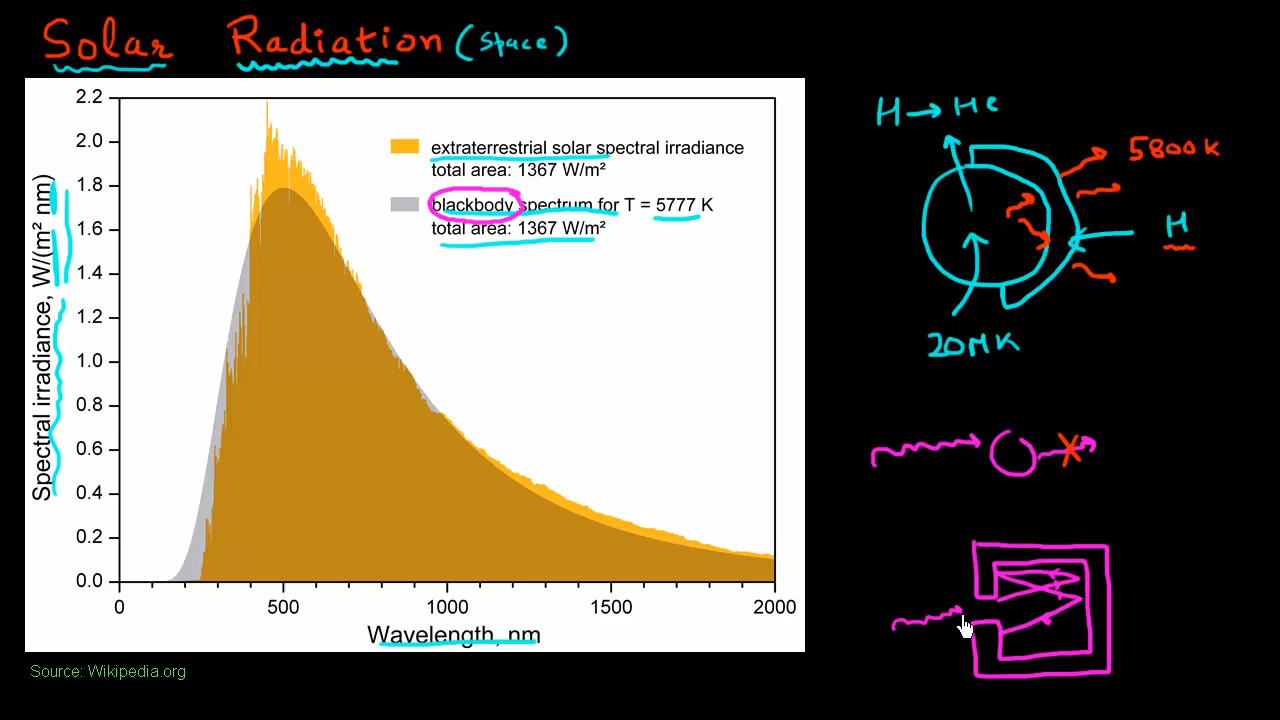 Solar Radiation (space)
2.2
2.0
1.8
1.6
1.4
1.2
1.0
0.8
0.6
0.4
0.2
0.0
Spectral irradiance, W/(m² nm)
extraterrestrial solar spectral irradiance
total area: 1367 W/m²
blackbody spectrum for T = 5777 K
total area: 1367 W/m²
0 500 1000 1500 2000
Wavelength, nm
Source: Wikipedia.org
H → He
5800K
H
20MK